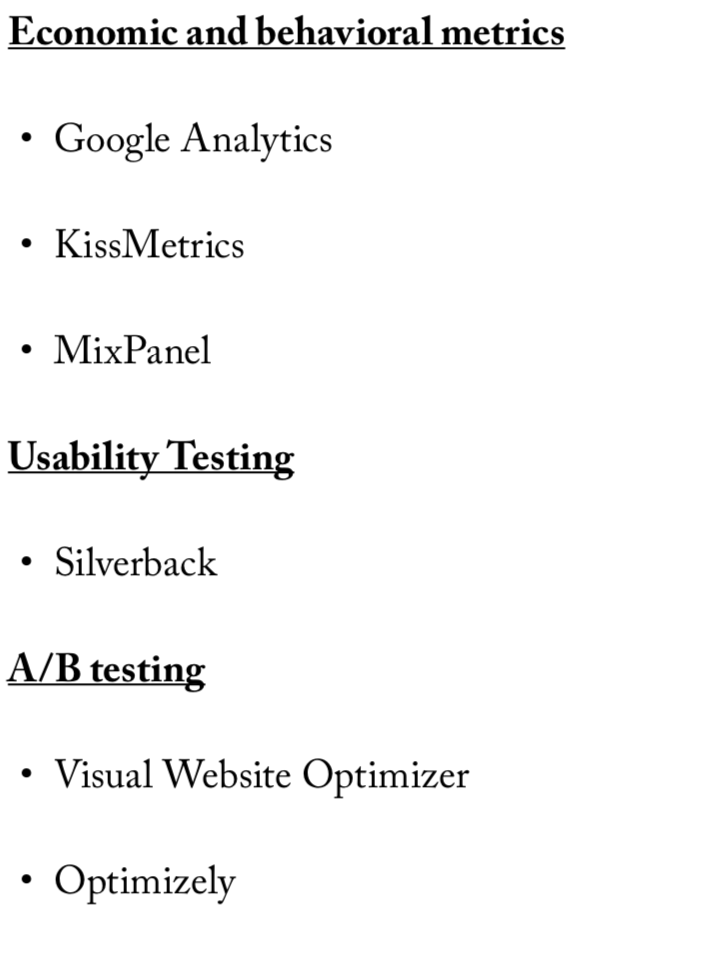 Economic and behavioral metrics
• Google Analytics
• KissMetrics
• MixPanel
Usability Testing
• Silverback
A/B testing
• Visual Website Optimizer
• Optimizely